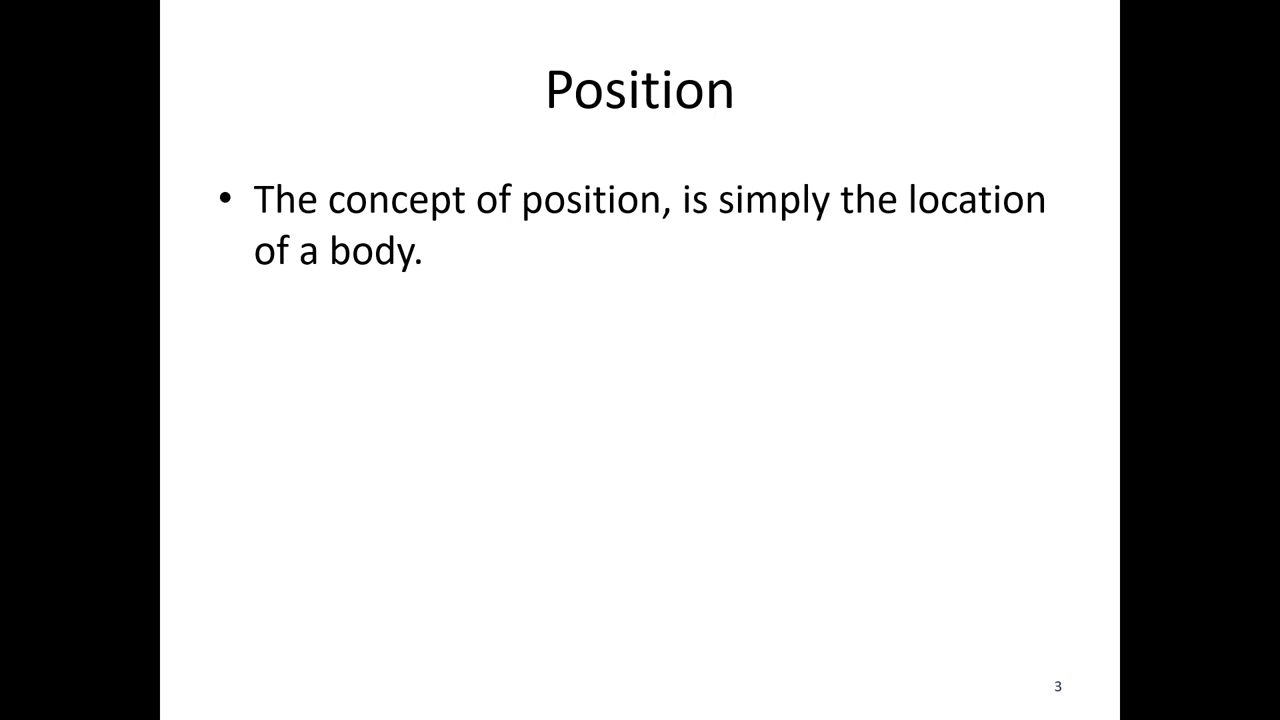 Position
• The concept of position, is simply the location
of a body.
3